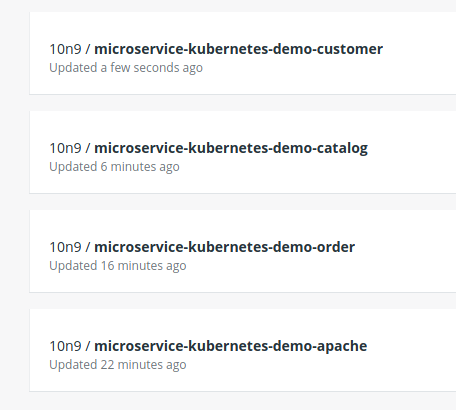 10n9 / microservice-kubernetes-demo-customer
Updated a few seconds ago
10n9 / microservice-kubernetes-demo-catalog
Updated 6 minutes ago
10n9 / microservice-kubernetes-demo-order
Updated 16 minutes ago
10n9 / microservice-kubernetes-demo-apache
Updated 22 minutes ago